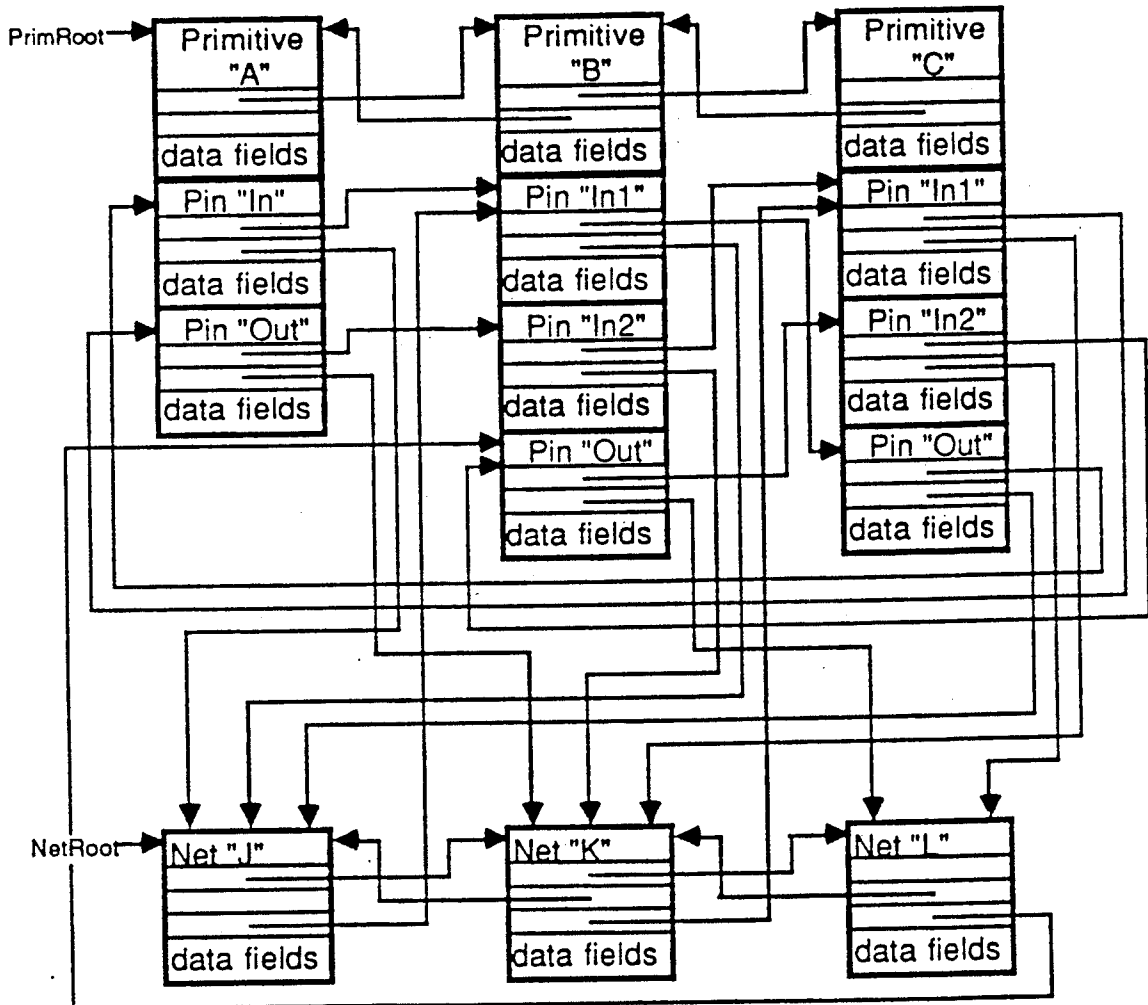 PrimRoot
Primitive
"A"
data fields
Pin "In"
data fields
Pin "Out"
data fields
Primitive
"B"
data fields
Pin "In1"
data fields
Pin "In2"
data fields
Pin "Out"
data fields
Primitive
"C"
data fields
Pin "In1"
data fields
Pin "In2"
data fields
Pin "Out"
data fields
NetRoot
Net "J"
data fields
Net "K"
data fields
Net "L"
data fields